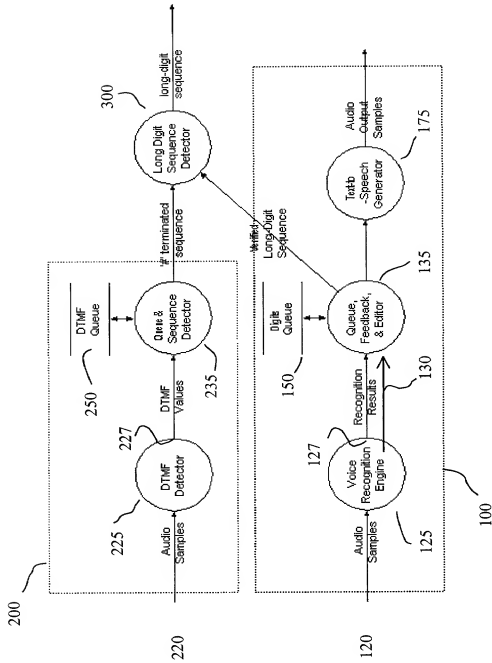 long-digit
sequence
300
Long Digit
Sequence
Detector
'#' terminated
sequence
DTMF
Queue
250
Queue &
Sequence
Detector
235
DTMF
Values
227
DTMF
Detector
225
Audio
Samples
200
220
Audio
Output
Samples
175
Text-to
-Speech
Generator
Verified
Long-Digit
Sequence
135
Digits
Queue
150
Queue,
Feedback,
& Editor
130
Recognition
Results
127
Voice
Recognition
Engine
125
Audio
Samples
100
120